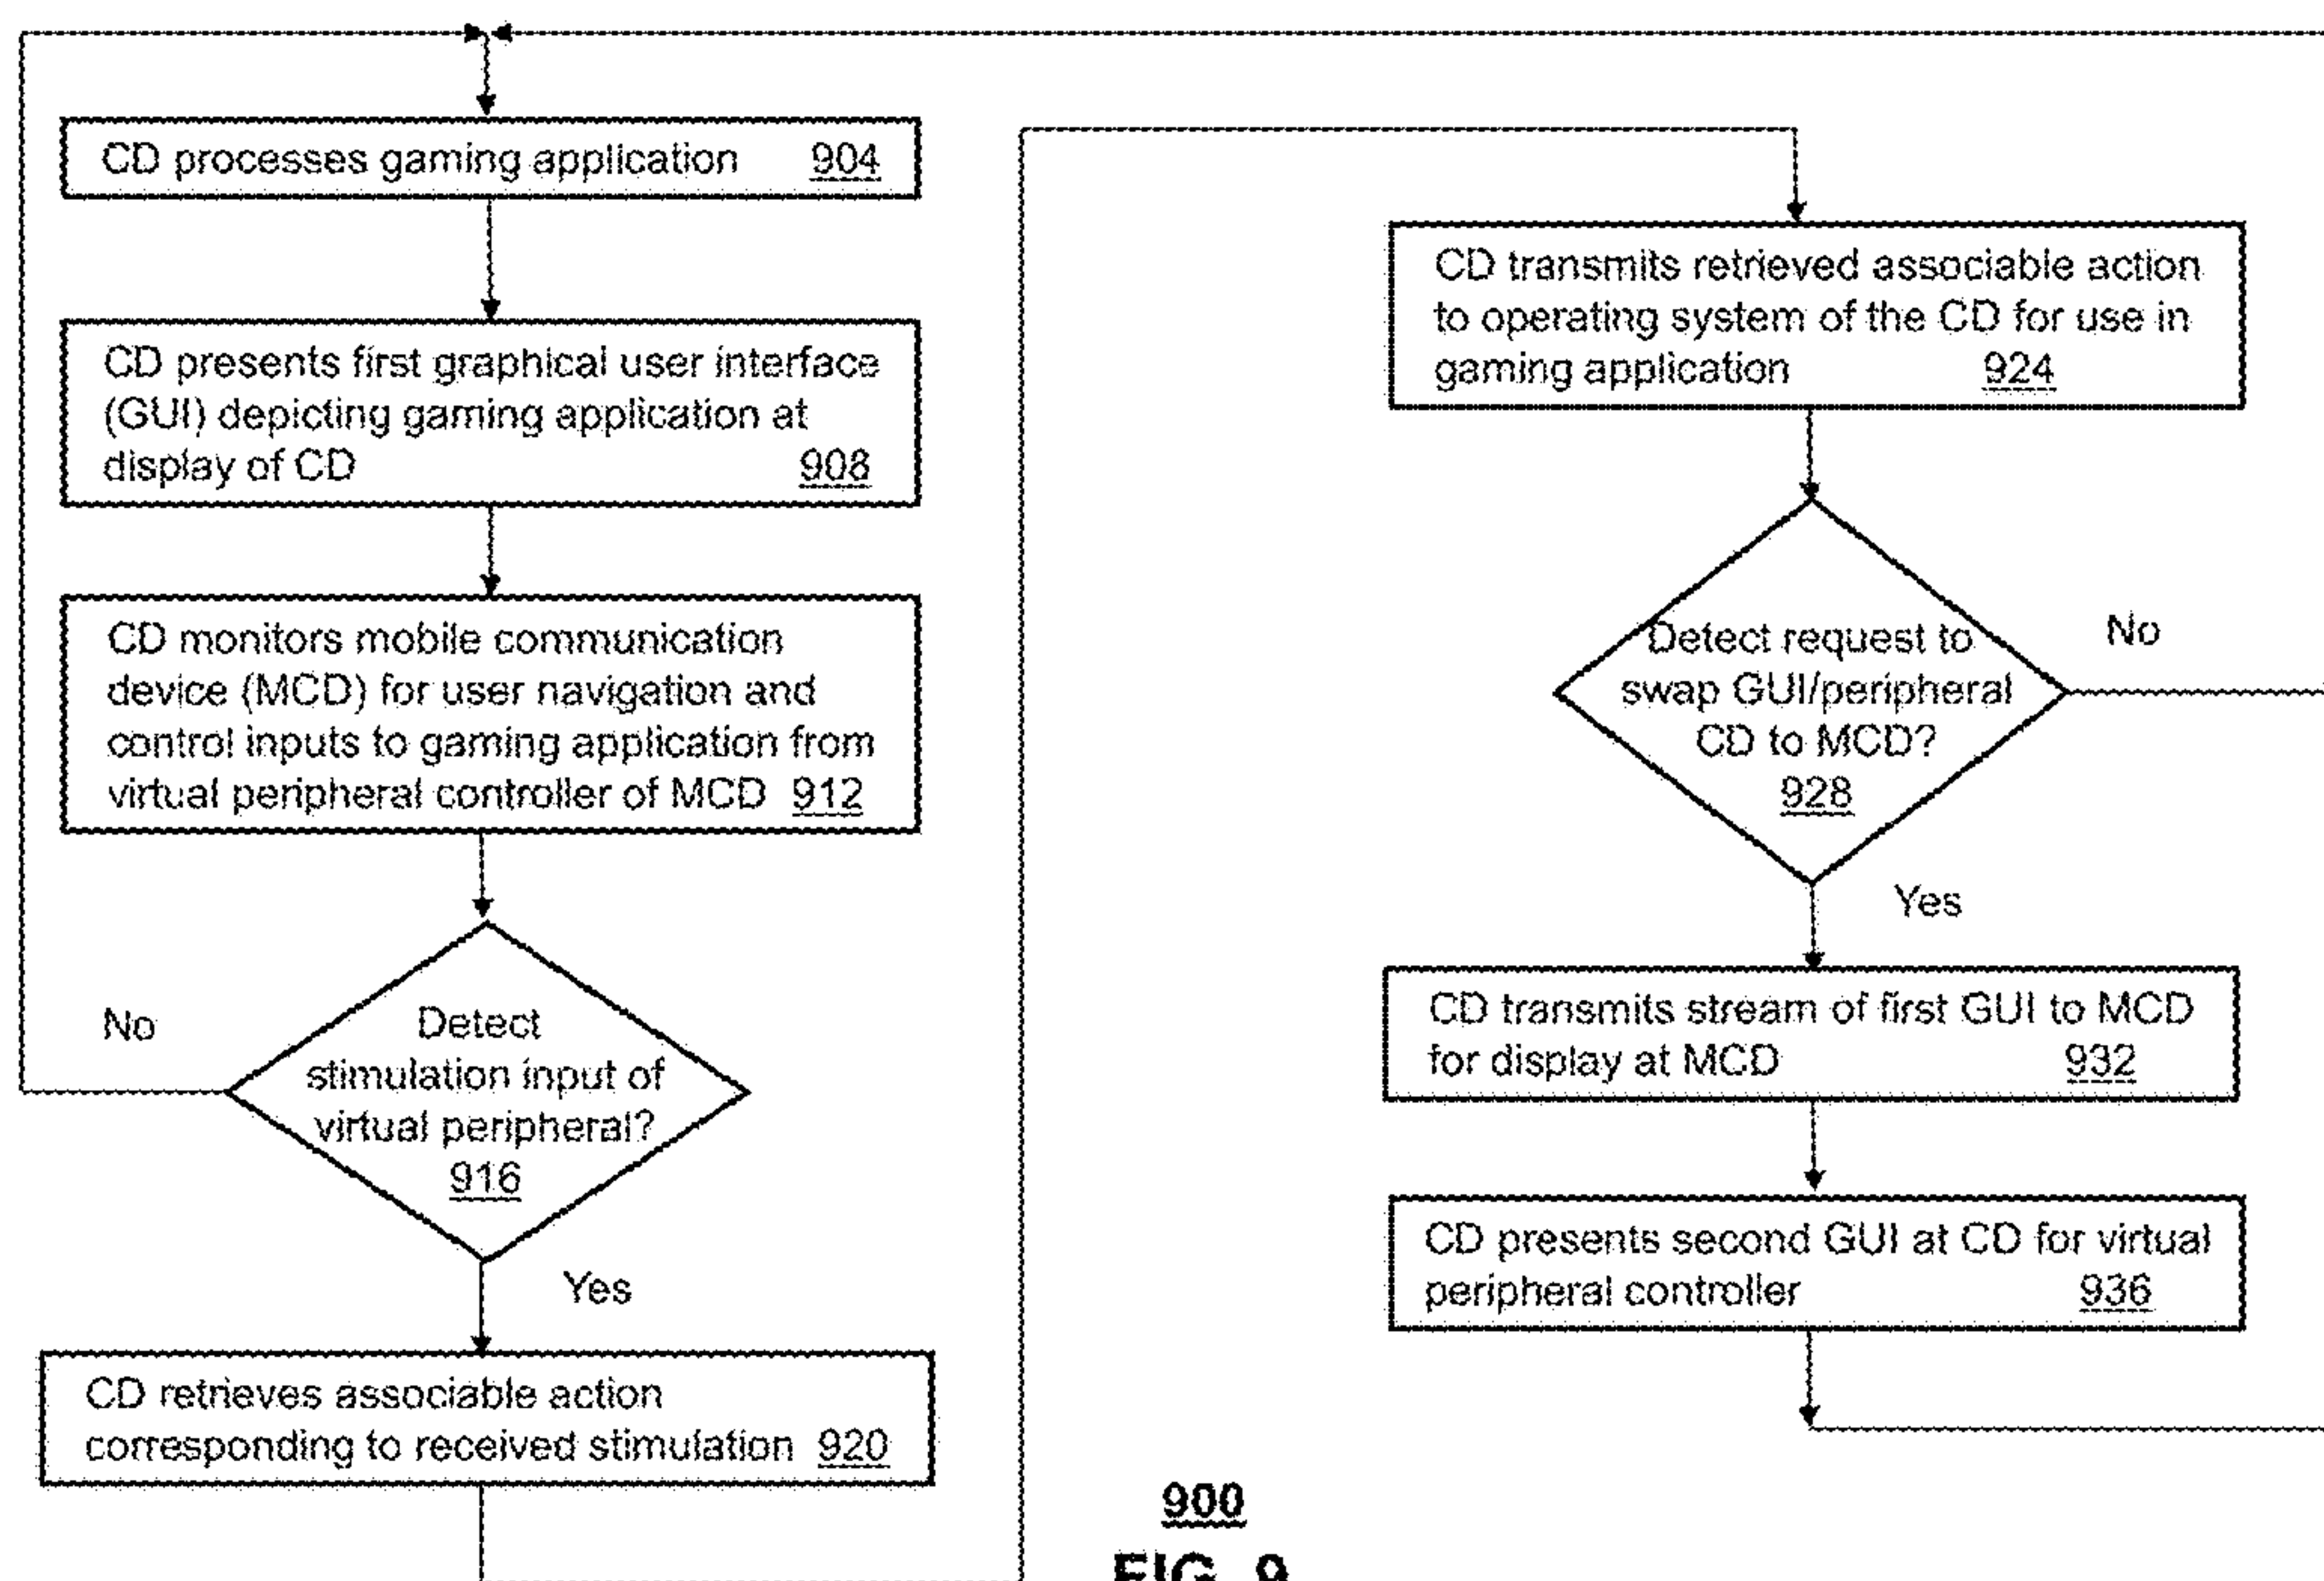 CD processes gaming application 904
CD presents first graphical user interface
(GUI) depicting gaming application at
display of CD 908
CD monitors mobile communication
device (MCD) for user navigation and
control inputs to gaming application from
virtual peripheral controller of MCD 912
No
Detect
stimulation input of
virtual peripheral?
916
Yes
CD retrieves associable action
corresponding to received stimulation 920
CD transmits retrieved associable action
to operating system of the CD for use in
gaming application 924
Detect request to
swap GUI/peripheral
CD to MCD?
928
No
Yes
CD transmits stream of first GUI to MCD
for display at MCD 932
CD presents second GUI at CD for virtual
peripheral controller 936
900
FIG. 9